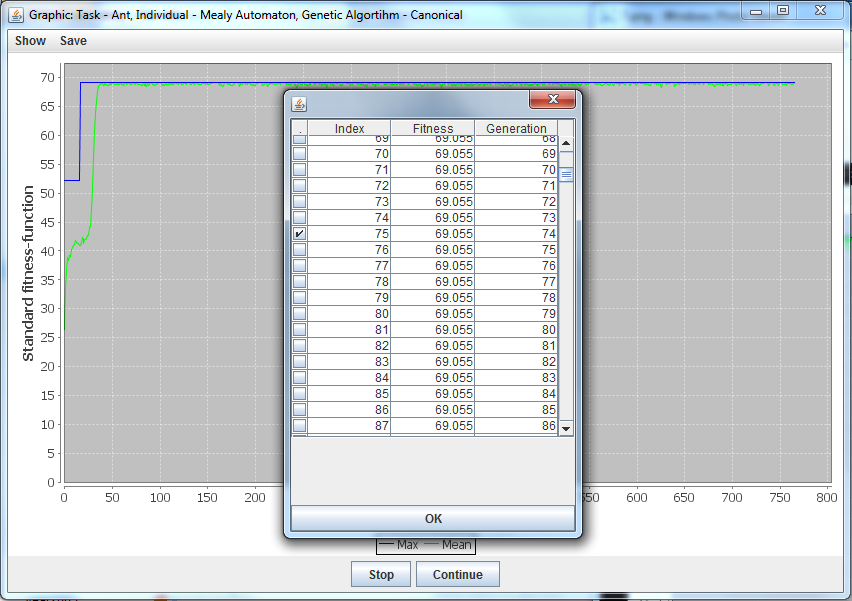 Graphic: Task - Ant, Individual - Mealy Automaton, Genetic Algortihm - Canonical
Show Save
Standard fitness-function
70
65
60
55
50
45
40
35
30
25
20
15
10
5
0
0 50 100 150 200 550 600 650 700 750 800
. Index Fitness Generation
69 69.055 68
70 69.055 69
71 69.055 70
72 69.055 71
73 69.055 72
74 69.055 73
75 69.055 74
76 69.055 75
77 69.055 76
78 69.055 77
79 69.055 78
80 69.055 79
81 69.055 80
82 69.055 81
83 69.055 82
84 69.055 83
85 69.055 84
86 69.055 85
87 69.055 86
OK
Max Mean
Stop Continue